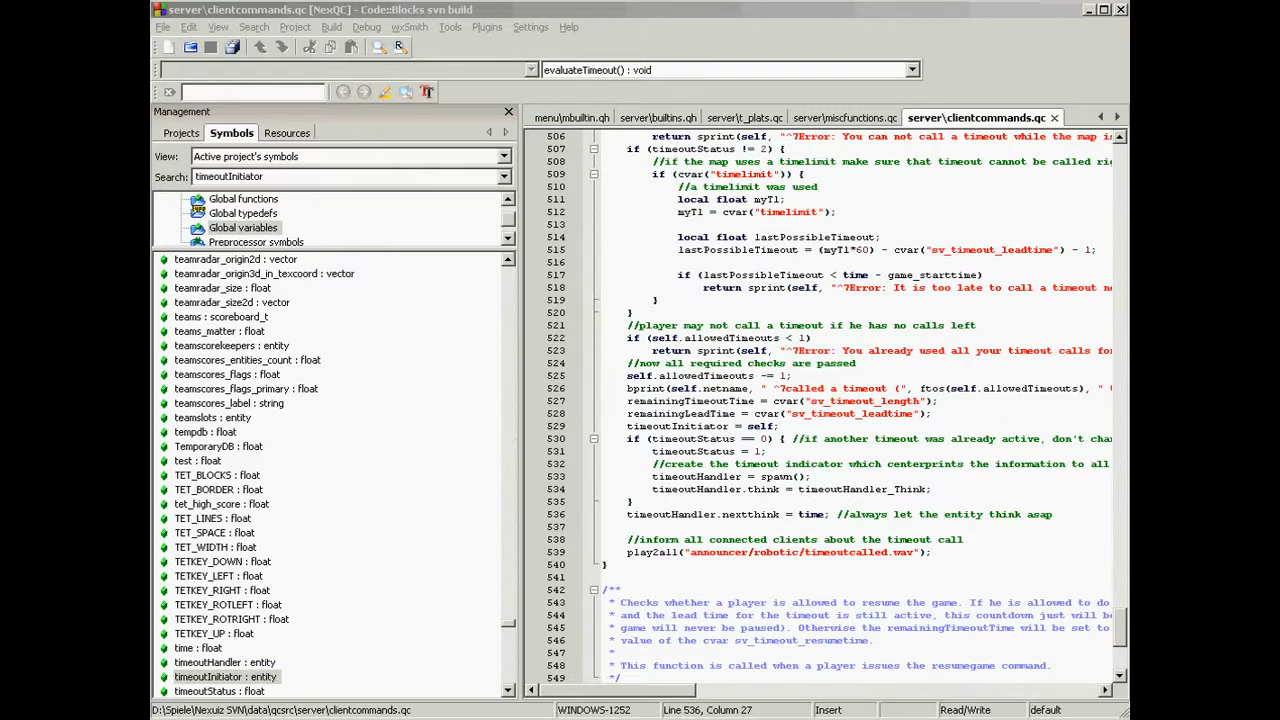 server\clientcommands.qc [NexQC] - Code::Blocks svn build
File Edit View Search Project Build Debug wxSmith Tools Plugins Settings Help
evaluateTimeout() : void
Management
Projects Symbols Resources
View: Active project's symbols
Search: timeoutInitiator
Global functions
Global typedefs
Global variables
Preprocessor symbols
teamradar_origin2d : vector
teamradar_origin3d_in_texcoord : vector
teamradar_size : float
teamradar_size2d : vector
teams : scoreboard_t
teams_matter : float
teamscorekeepers : entity
teamscores_entities_count : float
teamscores_flags : float
teamscores_flags_primary : float
teamscores_label : string
teamslots : entity
tempdb : float
TemporaryDB : float
test : float
TET_BLOCKS : float
TET_BORDER : float
tet_high_score : float
TET_LINES : float
TET_SPACE : float
TET_WIDTH : float
TETKEY_DOWN : float
TETKEY_LEFT : float
TETKEY_RIGHT : float
TETKEY_ROTLEFT : float
TETKEY_ROTRIGHT : float
TETKEY_UP : float
time : float
timeoutHandler : entity
timeoutInitiator : entity
timeoutStatus : float
menu\mbuiltin.qh server\builtins.qh server\t_plats.qc server\miscfunctions.qc server\clientcommands.qc
506 return sprint(self, "^7Error: You can not call a timeout while the map is
507 if (timeoutStatus != 2) {
508 //if the map uses a timelimit make sure that timeout cannot be called ri
509 if (cvar("timelimit")) {
510 //a timelimit was used
511 local float myTl;
512 myTl = cvar("timelimit");
513
514 local float lastPossibleTimeout;
515 lastPossibleTimeout = (myTl*60) - cvar("sv_timeout_leadtime") - 1;
516
517 if (lastPossibleTimeout < time - game_starttime)
518 return sprint(self, "^7Error: It is too late to call a timeout n
519 }
520 }
521 //player may not call a timeout if he has no calls left
522 if (self.allowedTimeouts < 1)
523 return sprint(self, "^7Error: You already used all your timeout calls fo
524 //now all required checks are passed
525 self.allowedTimeouts -= 1;
526 bprint(self.netname, " ^7called a timeout (", ftos(self.allowedTimeouts), "
527 remainingTimeoutTime = cvar("sv_timeout_length");
528 remainingLeadTime = cvar("sv_timeout_leadtime");
529 timeoutInitiator = self;
530 if (timeoutStatus == 0) { //if another timeout was already active, don't cha
531 timeoutStatus = 1;
532 //create the timeout indicator which centerprints the information to all
533 timeoutHandler = spawn();
534 timeoutHandler.think = timeoutHandler_Think;
535 }
536 timeoutHandler.nextthink = time; //always let the entity think asap
537
538 //inform all connected clients about the timeout call
539 play2all("announcer/robotic/timeoutcalled.wav");
540 }
541
542 /**
543 * Checks whether a player is allowed to resume the game. If he is allowed to do
544 * and the lead time for the timeout is still active, this countdown just will b
545 * game will never be paused). Otherwise the remainingTimeoutTime will be set to
546 * value of the cvar sv_timeout_resumetime.
547 *
548 * This function is called when a player issues the resumegame command.
549 */
D:\Spiele\Nexuiz SVN\data\qcsrc\server\clientcommands.qc WINDOWS-1252 Line 536, Column 27 Insert Read/Write default